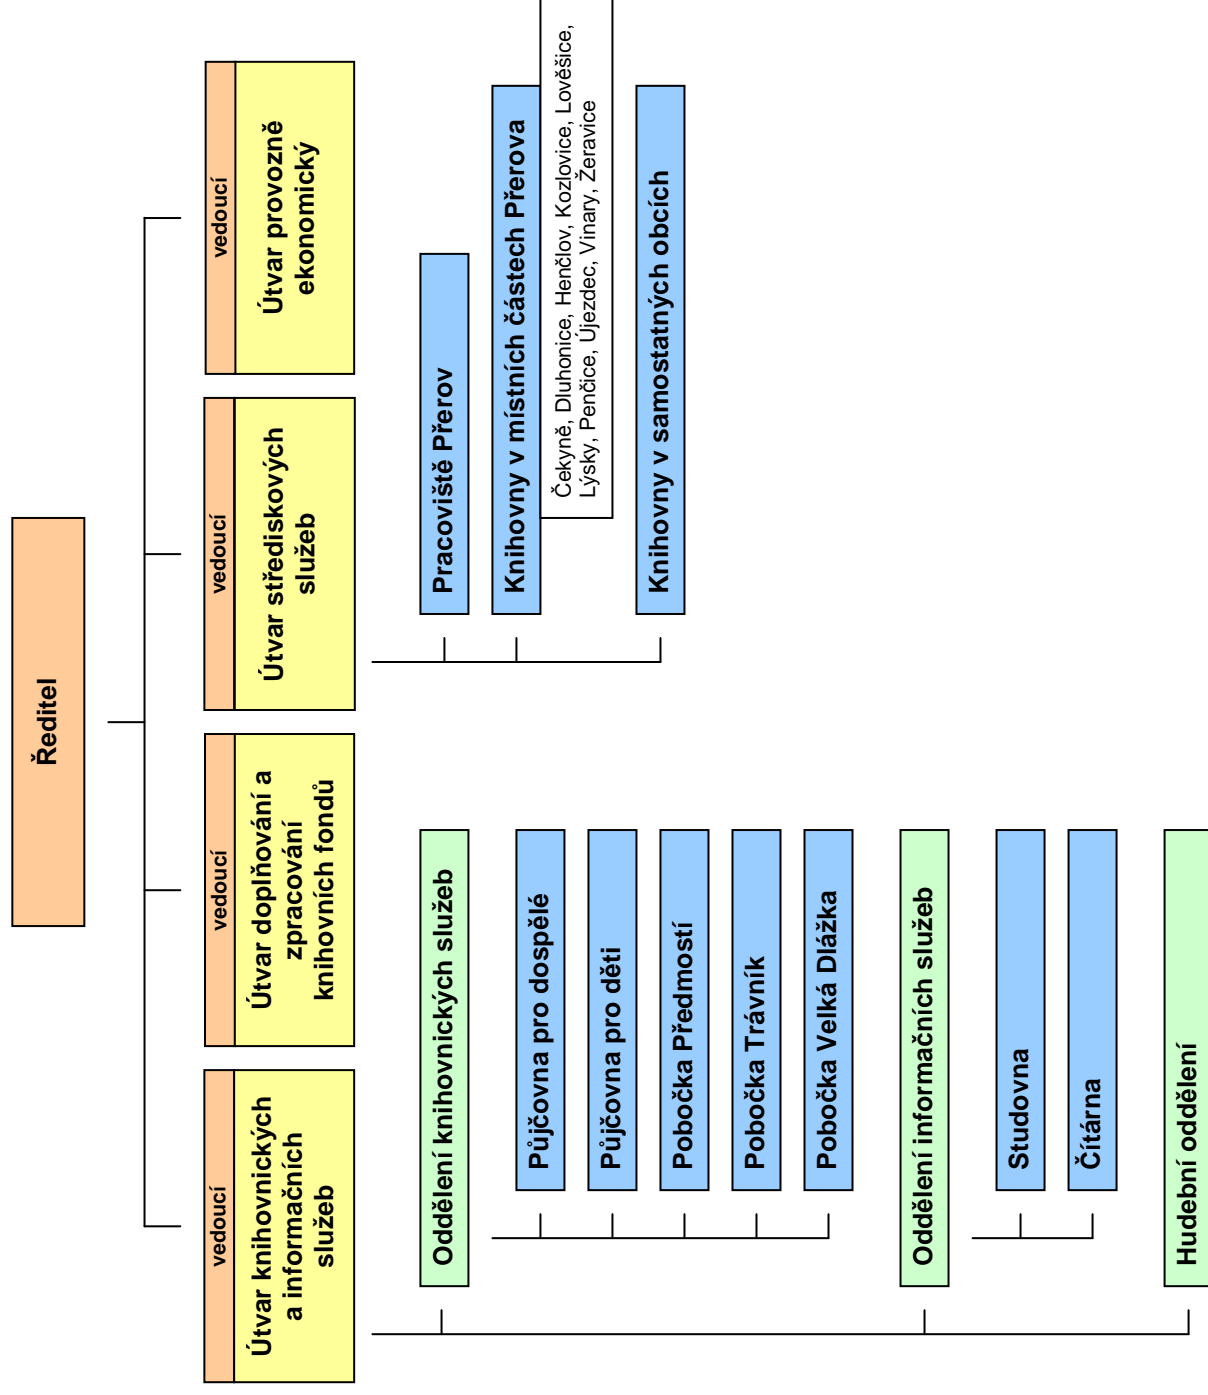 Ředitel
vedoucí
Útvar knihovnických
a informačních
služeb
vedoucí
Útvar doplňování a
zpracování
knihovních fondů
vedoucí
Útvar střediskových
služeb
vedoucí
Útvar provozně
ekonomický
Oddělení knihovnických služeb
Půjčovna pro dospělé
Půjčovna pro děti
Pobočka Předmostí
Pobočka Trávník
Pobočka Velká Dlážka
Oddělení informačních služeb
Studovna
Čítárna
Hudební oddělení
Pracoviště Přerov
Knihovny v místních částech Přerova
Čekyně, Dluhonice, Henčlov, Kozlovice, Lověšice,
Lýsky, Penčice, Újezdec, Vinary, Žeravice
Knihovny v samostatných obcích